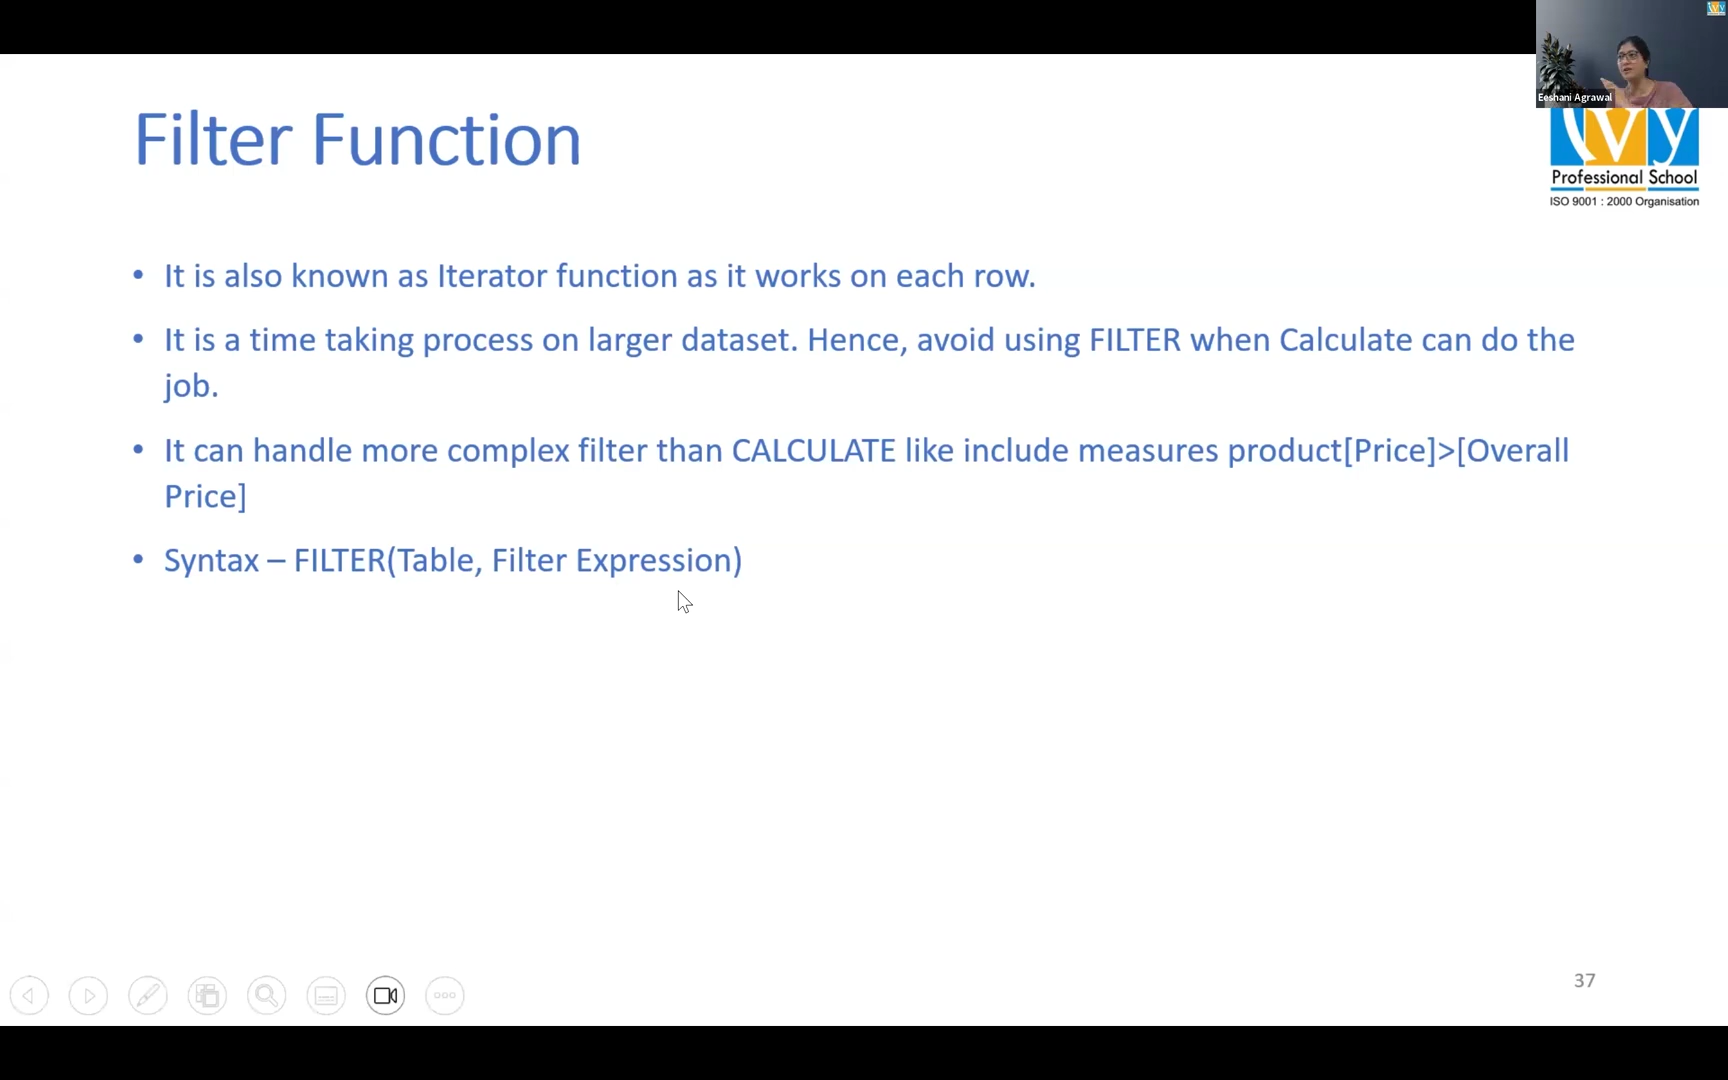 Eeshani Agrawal
Filter Function
Ivy
Professional School
ISO 9001 : 2000 Organisation
• It is also known as Iterator function as it works on each row.
• It is a time taking process on larger dataset. Hence, avoid using FILTER when Calculate can do the
job.
• It can handle more complex filter than CALCULATE like include measures product[Price]>[Overall
Price]
• Syntax – FILTER(Table, Filter Expression)
37